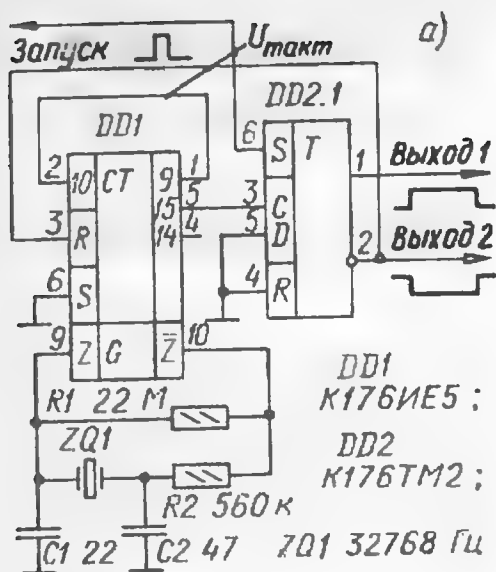 а)
Запуск
Uтакт
DD1
DD2.1
2 10 CT 9 1
15 5
14 4
3 R
6 S
9 Z G Z̄ 10
6 S T 1 Выход 1
3 C
5 D
2 Выход 2
4 R
R1 22 М
ZQ1
R2 560 к
C1 22
C2 47
DD1
К176ИЕ5 ;
DD2
К176ТМ2 ;
ZQ1 32768 Гц